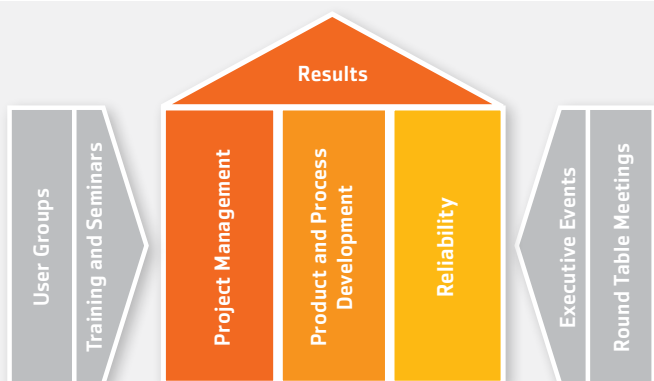 Results
User Groups
Training and Seminars
Project Management
Product and Process
Development
Reliability
Executive Events
Round Table Meetings